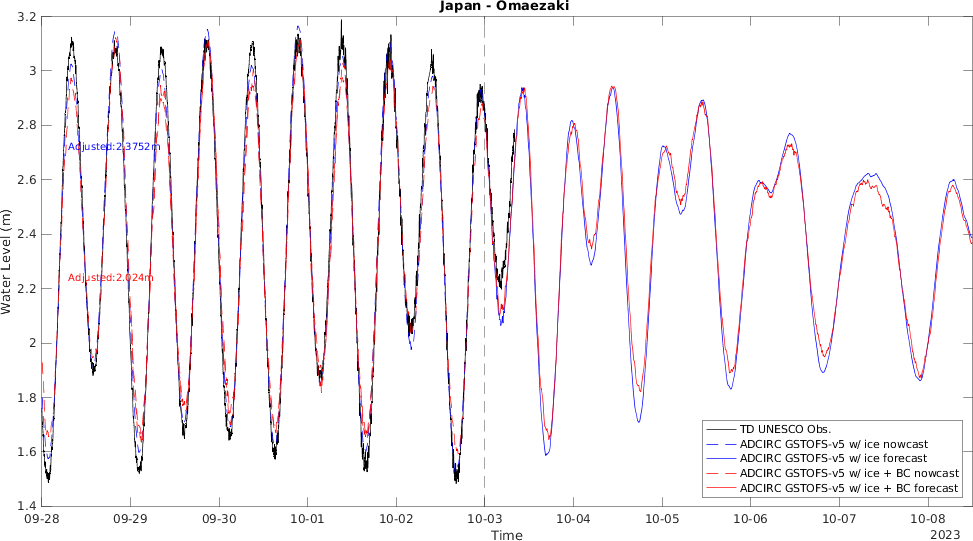 Japan - Omaezaki
3.2
3
2.8
2.6
2.4
2.2
2
1.8
1.6
1.4
Water Level (m)
Adjusted:2.3752m
Adjusted:2.024m
TD UNESCO Obs.
ADCIRC GSTOFS-v5 w/ ice nowcast
ADCIRC GSTOFS-v5 w/ ice forecast
ADCIRC GSTOFS-v5 w/ ice + BC nowcast
ADCIRC GSTOFS-v5 w/ ice + BC forecast
09-28 09-29 09-30 10-01 10-02 10-03 10-04 10-05 10-06 10-07 10-08
2023
Time